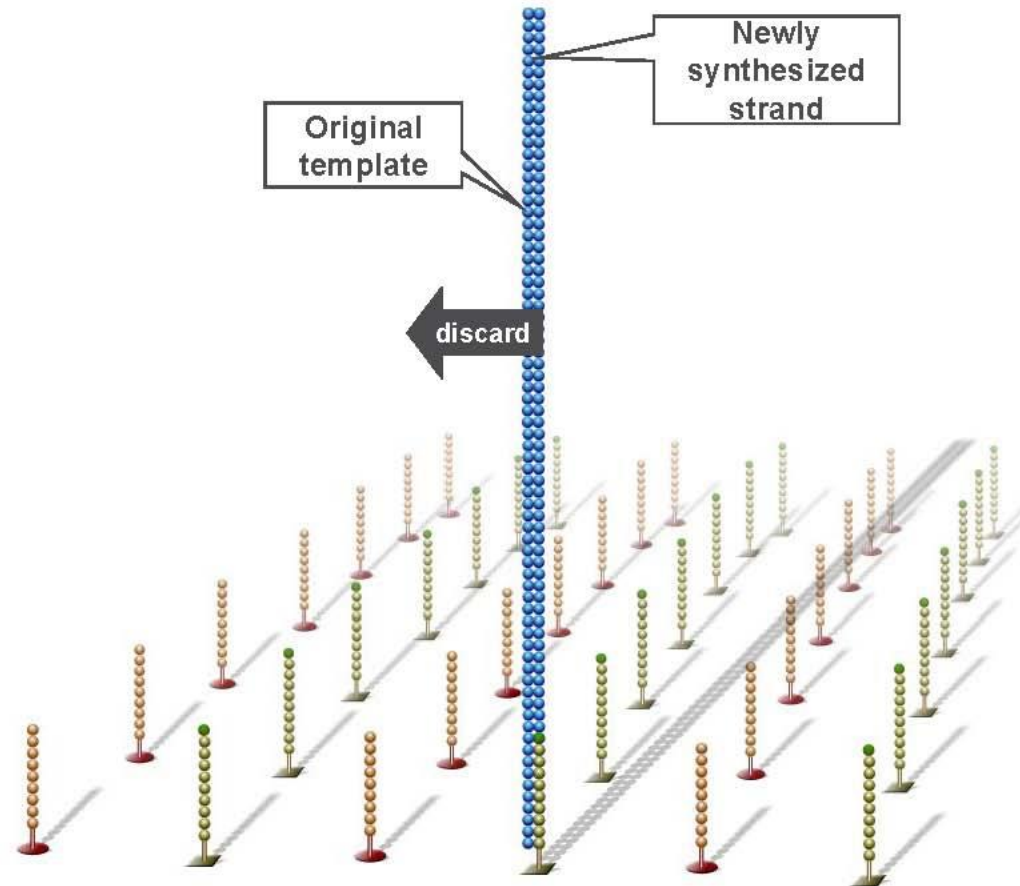 Newly
synthesized
strand
Original
template
discard